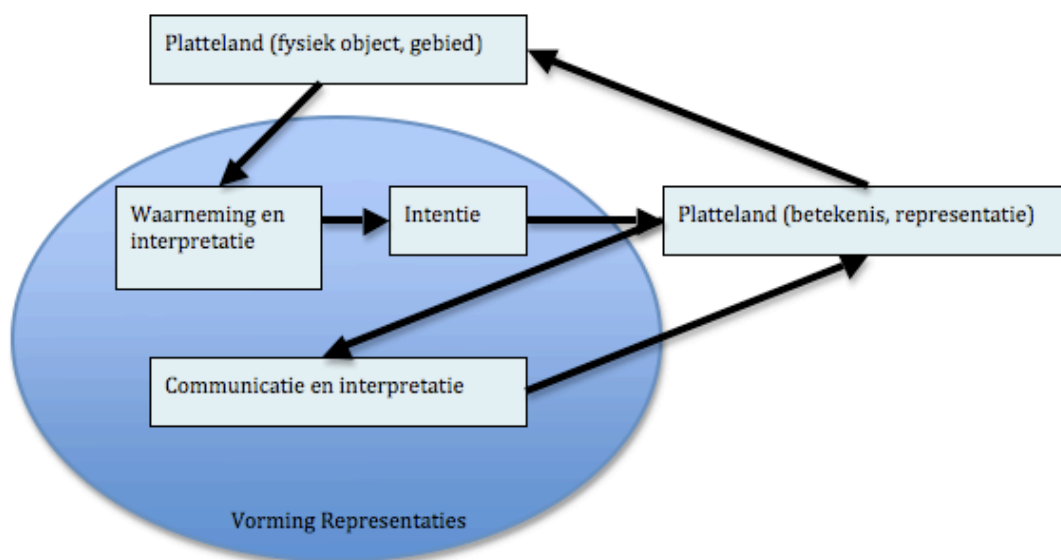 Platteland (fysiek object, gebied)
Waarneming en
interpretatie
Intentie
Platteland (betekenis, representatie)
Communicatie en interpretatie
Vorming Representaties